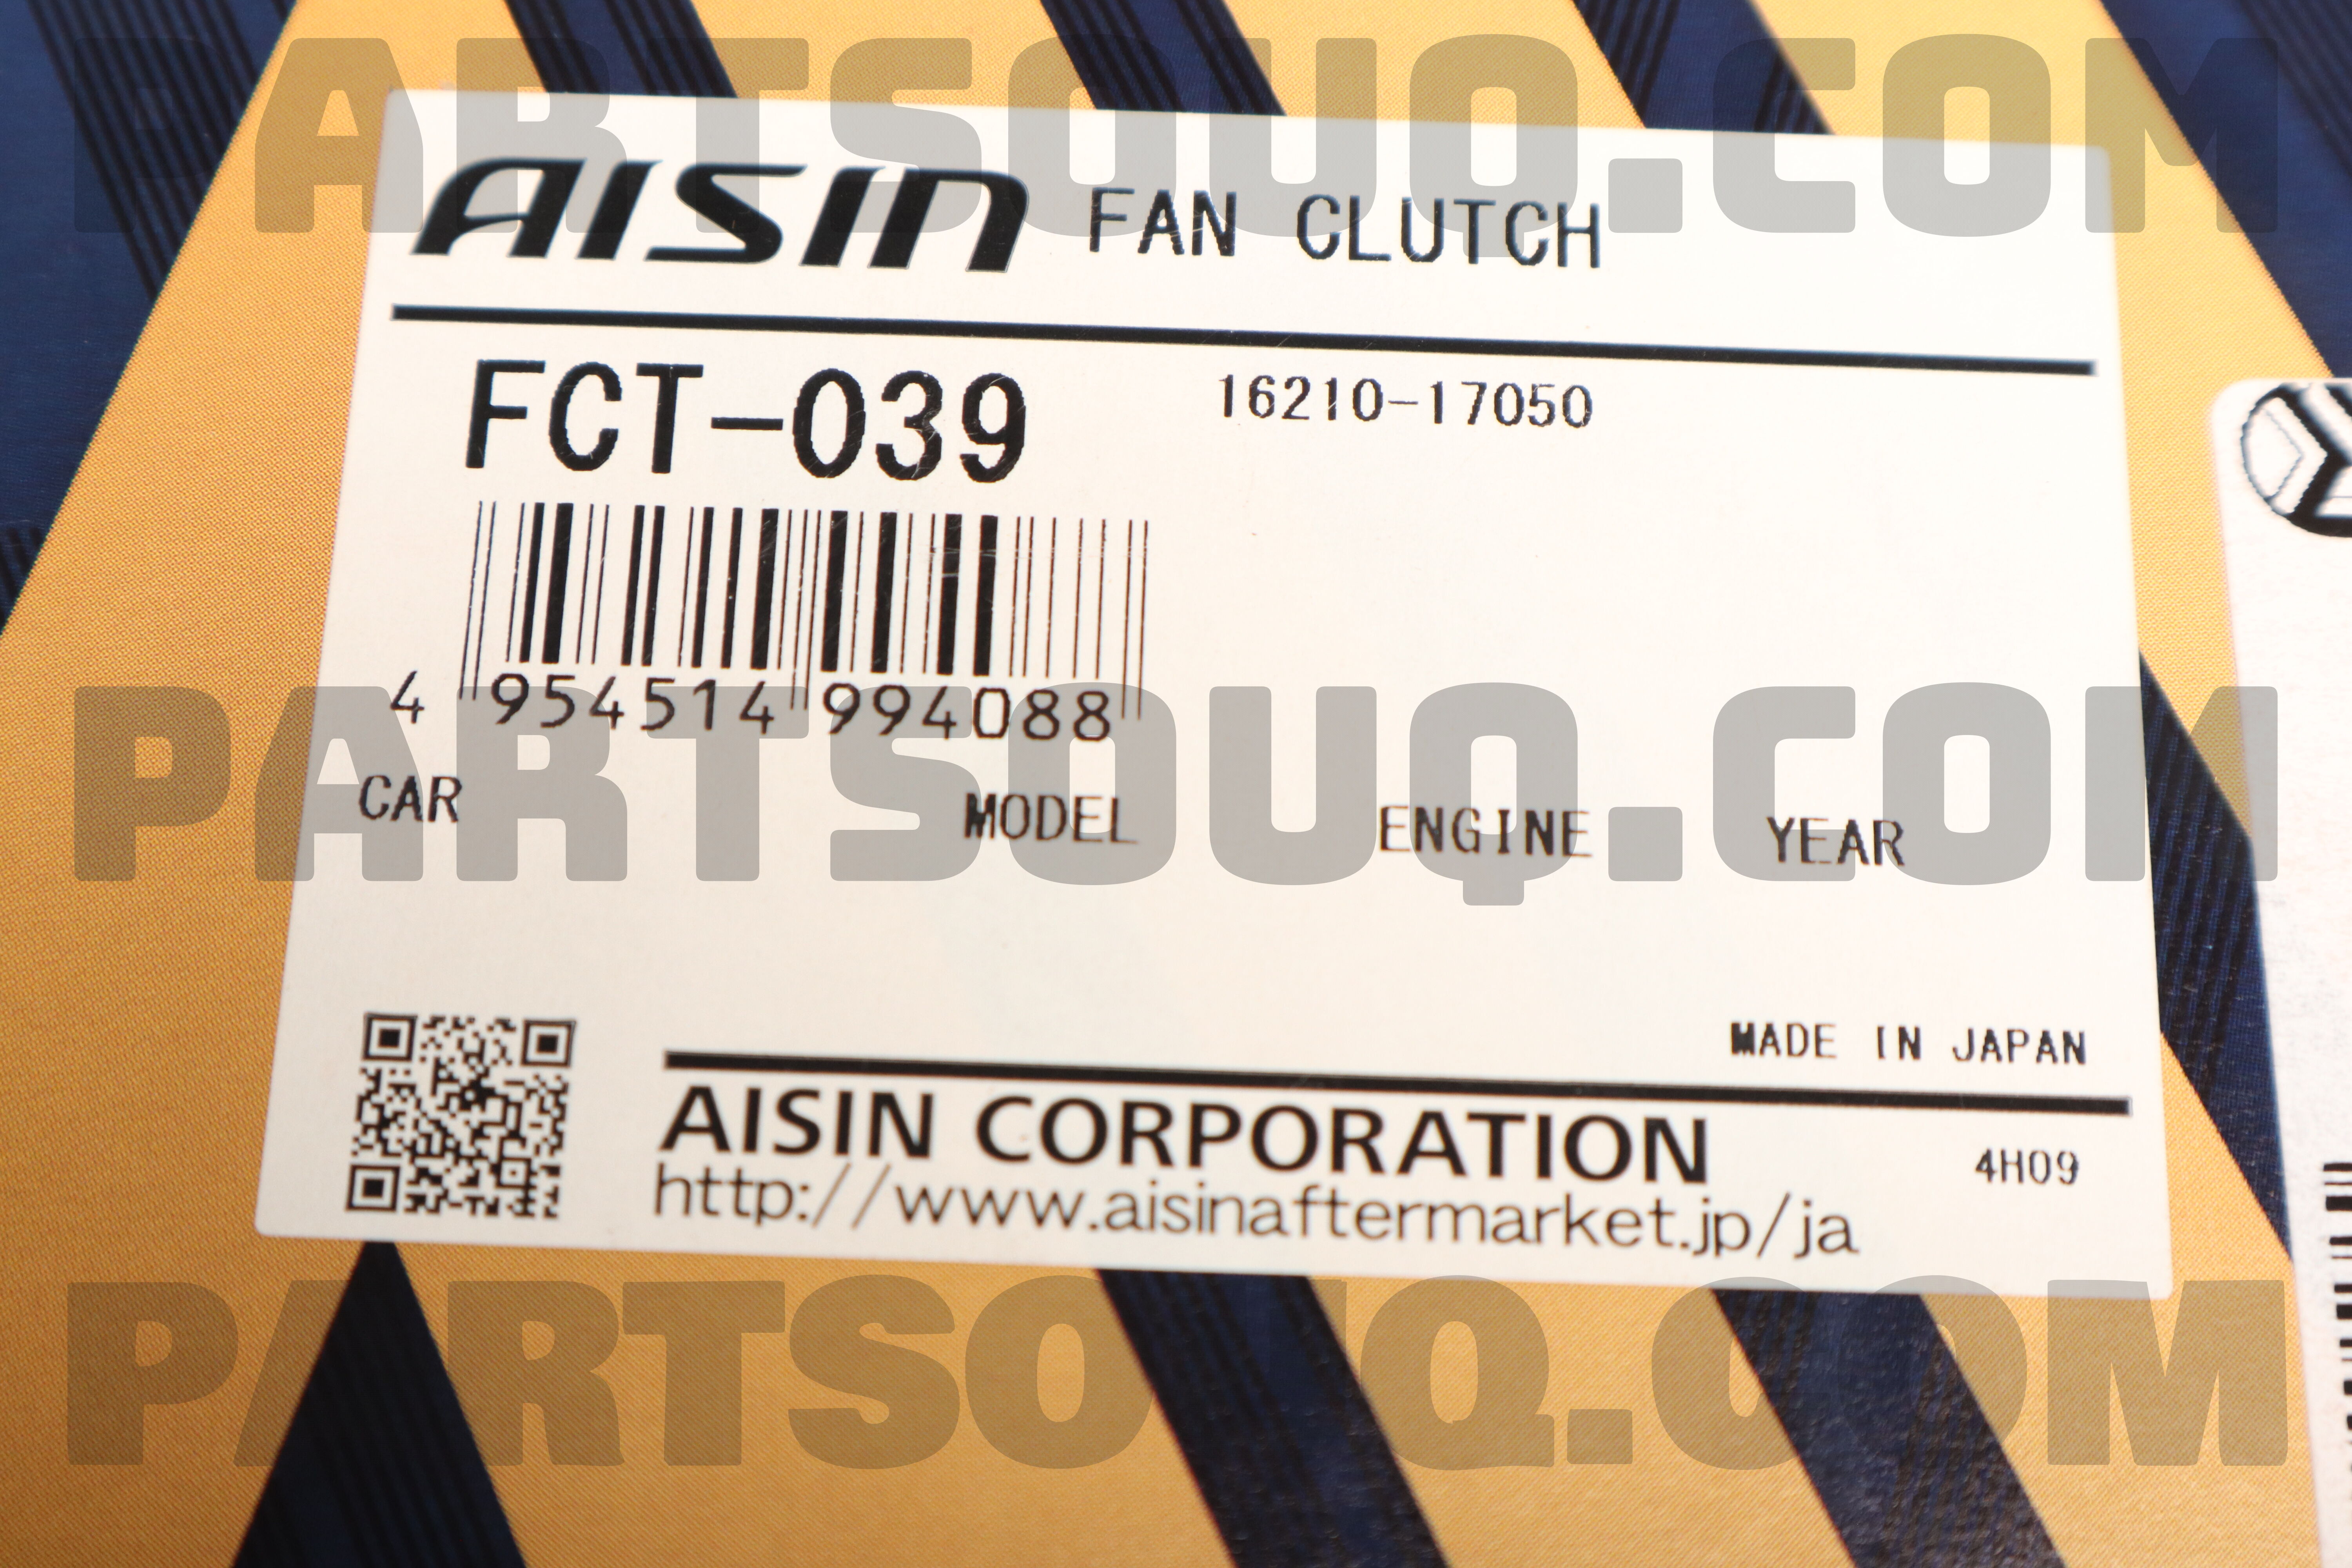 PARTSOUQ.COM
AISIN FAN CLUTCH
FCT-039 16210-17050
4 954514 994088
PARTSOUQ.COM
CAR MODEL ENGINE YEAR
MADE IN JAPAN
AISIN CORPORATION 4H09
http://www.aisinaftermarket.jp/ja
PARTSOUQ.COM